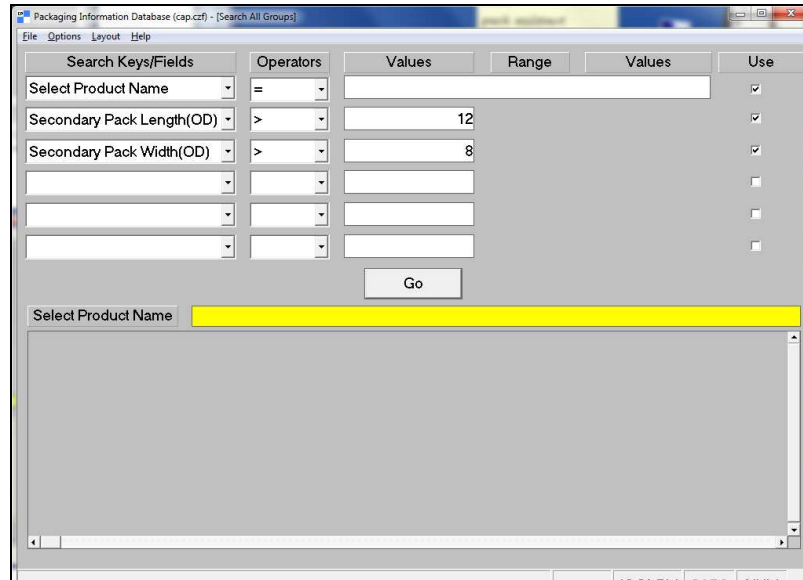 Packaging Information Database (cap.czf) - [Search All Groups]
File Options Layout Help
Search Keys/Fields Operators Values Range Values Use
Select Product Name =
Secondary Pack Length(OD) > 12
Secondary Pack Width(OD) > 8
Go
Select Product Name